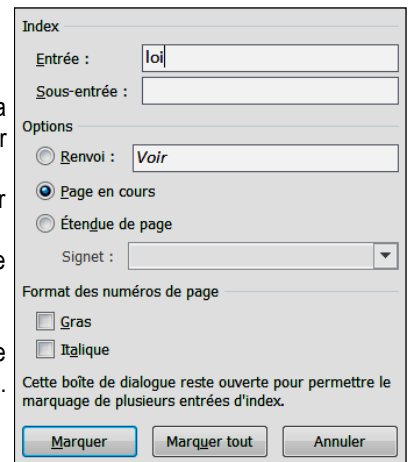 Index
Entrée : loi
Sous-entrée :
Options
Renvoi : Voir
Page en cours
Étendue de page
Signet :
Format des numéros de page
Gras
Italique
Cette boîte de dialogue reste ouverte pour permettre le
marquage de plusieurs entrées d'index.
Marquer Marquer tout Annuler